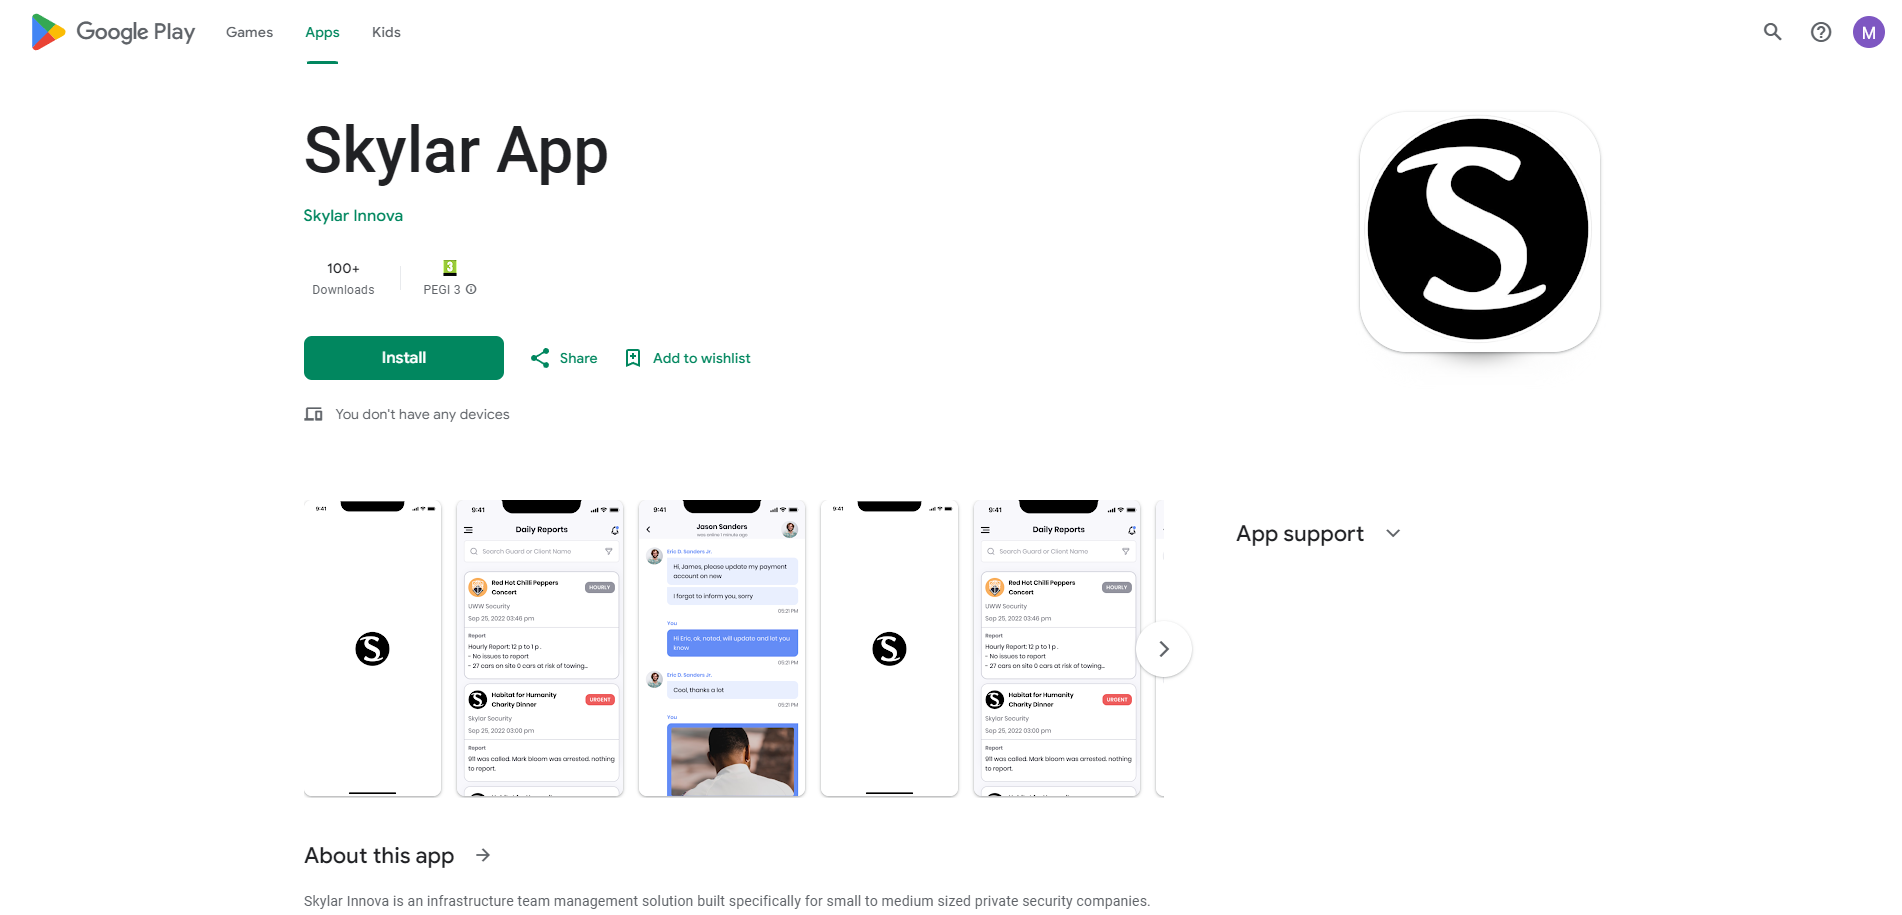 Google Play
Games
Apps
Kids
M
Skylar App
Skylar Innova
100+
Downloads
3
PEGI 3
Install
Share
Add to wishlist
You don't have any devices
S
9:41
S
9:41
Daily Reports
Search Guard or Client Name
Red Hot Chilli Peppers
Concert
HOURLY
UWW Security
Sep 25, 2022 03:46 pm
Report
Hourly Report: 12 p to 1 p .
- No issues to report
- 27 cars on site 0 cars at risk of towing...
Habitat for Humanity
Charity Dinner
URGENT
Skylar Security
Sep 25, 2022 03:00 pm
Report
911 was called. Mark bloom was arrested. nothing
to report.
9:41
Jason Sanders
was online 1 minute ago
Eric D. Sanders Jr.
Hi, James, please update my payment
account on new
I forgot to inform you, sorry
05:21 PM
You
Hi Eric, ok, noted, will update and let you
know
05:21 PM
Eric D. Sanders Jr.
Cool, thanks a lot
05:21 PM
You
9:41
S
9:41
Daily Reports
Search Guard or Client Name
Red Hot Chilli Peppers
Concert
HOURLY
UWW Security
Sep 25, 2022 03:46 pm
Report
Hourly Report: 12 p to 1 p .
- No issues to report
- 27 cars on site 0 cars at risk of towing...
Habitat for Humanity
Charity Dinner
URGENT
Skylar Security
Sep 25, 2022 03:00 pm
Report
911 was called. Mark bloom was arrested. nothing
to report.
App support
About this app
Skylar Innova is an infrastructure team management solution built specifically for small to medium sized private security companies.